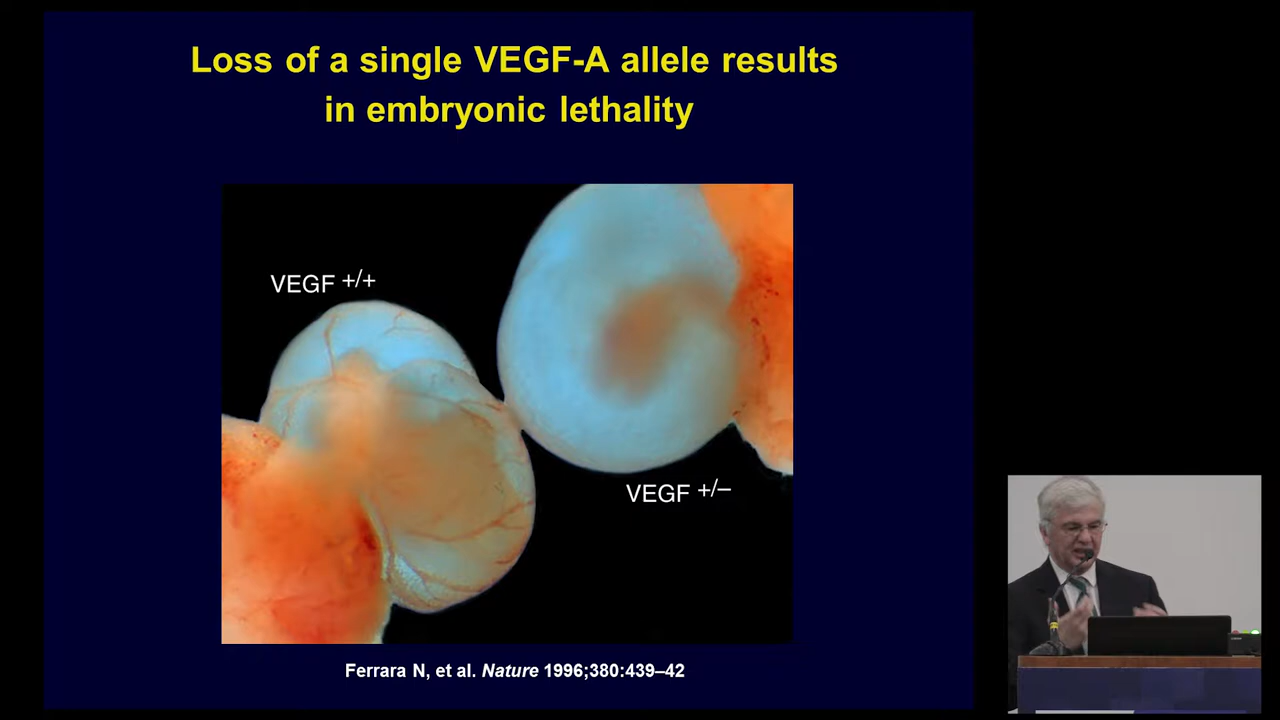 Loss of a single VEGF-A allele results
in embryonic lethality
VEGF +/+
VEGF +/–
Ferrara N, et al. Nature 1996;380:439–42